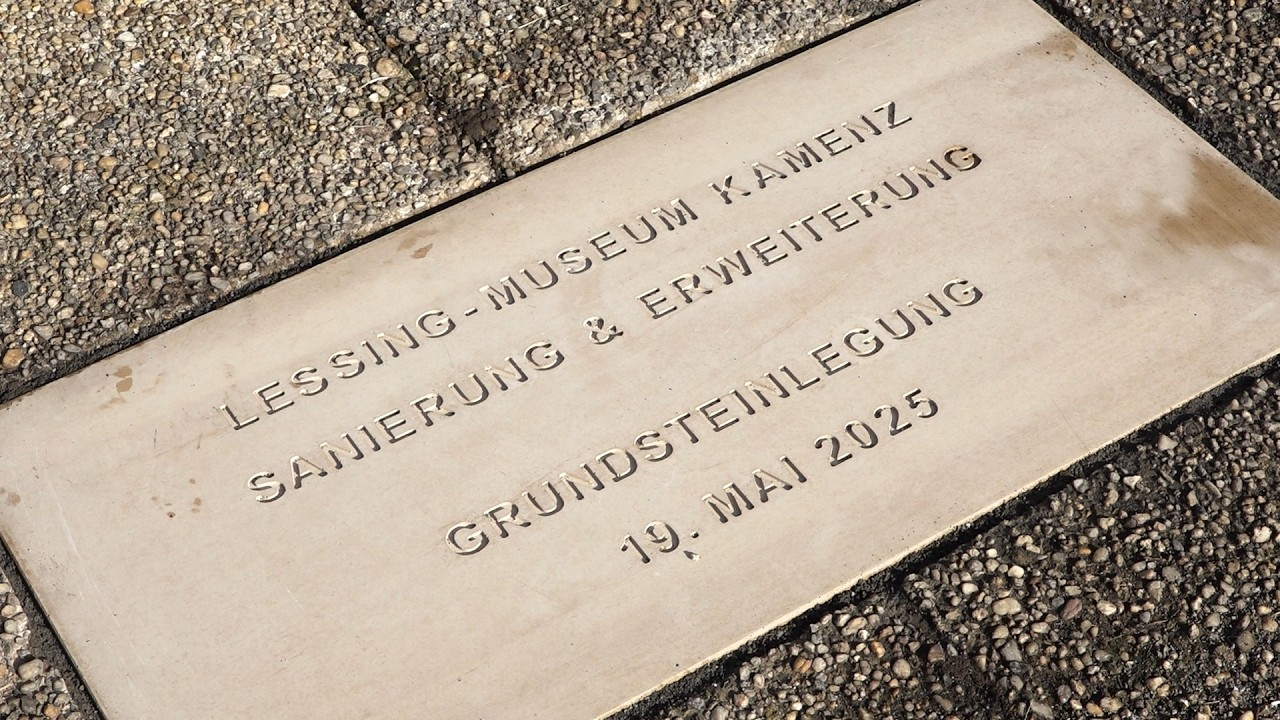 LESSING-MUSEUM KAMENZ
SANIERUNG & ERWEITERUNG
GRUNDSTEINLEGUNG
19. MAI 2025